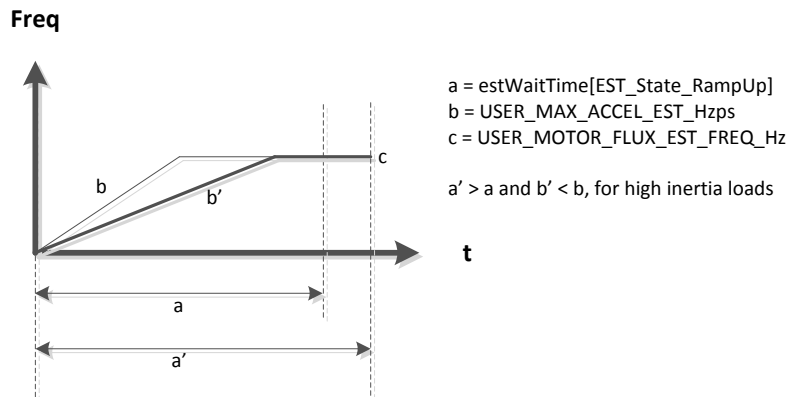 Freq
a = estWaitTime[EST_State_RampUp]
b = USER_MAX_ACCEL_EST_Hzps
c = USER_MOTOR_FLUX_EST_FREQ_Hz
a’ > a and b’ < b, for high inertia loads
c
b
b’
t
a
a’